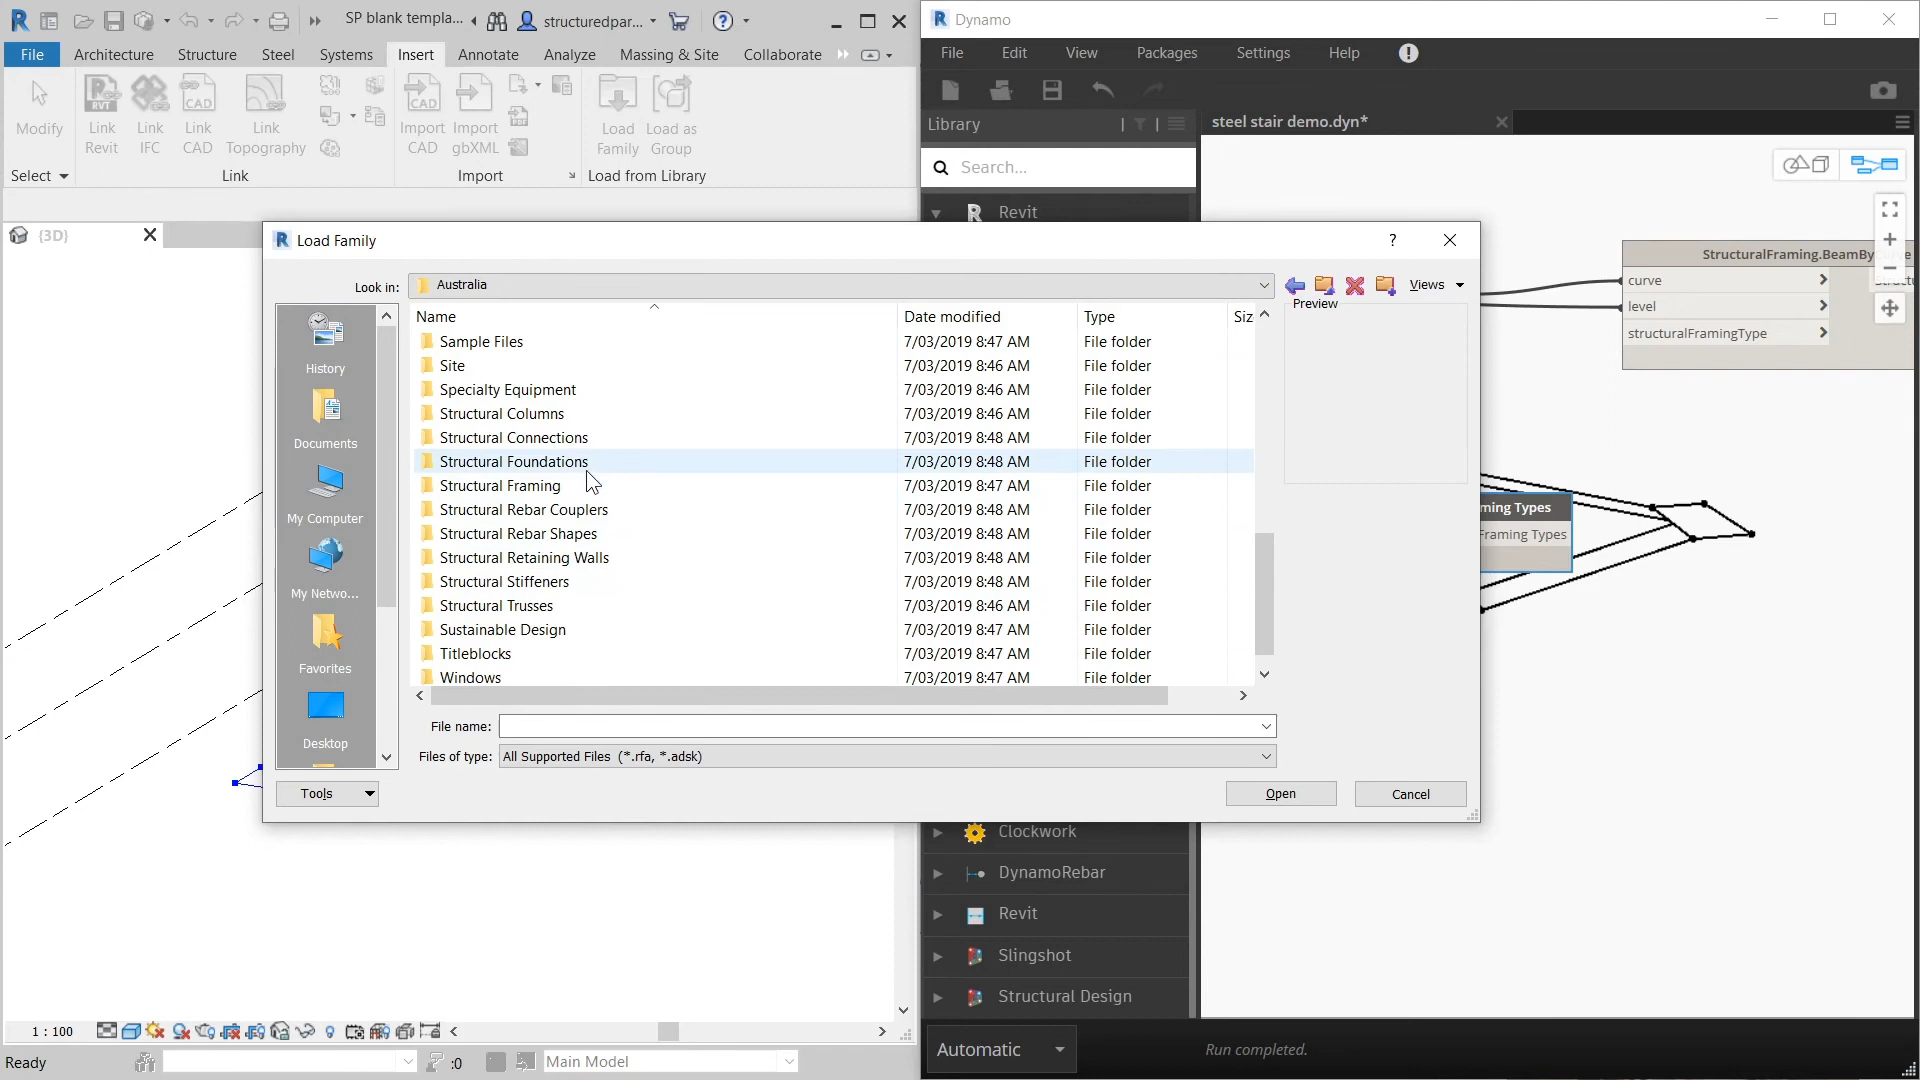 SP blank templa...
structuredpar...
File Architecture Structure Steel Systems Insert Annotate Analyze Massing & Site Collaborate
Modify
Link Revit
Link IFC
Link CAD
Link Topography
Import CAD
Import gbXML
Load Family
Load as Group
Select
Link
Import
Load from Library
{3D}
Dynamo
File Edit View Packages Settings Help
Library
steel stair demo.dyn*
Search...
Revit
Load Family
Look in:
Australia
Views
Preview
Name Date modified Type Siz
Sample Files 7/03/2019 8:47 AM File folder
Site 7/03/2019 8:46 AM File folder
Specialty Equipment 7/03/2019 8:46 AM File folder
Structural Columns 7/03/2019 8:46 AM File folder
Structural Connections 7/03/2019 8:48 AM File folder
Structural Foundations 7/03/2019 8:48 AM File folder
Structural Framing 7/03/2019 8:47 AM File folder
Structural Rebar Couplers 7/03/2019 8:48 AM File folder
Structural Rebar Shapes 7/03/2019 8:48 AM File folder
Structural Retaining Walls 7/03/2019 8:48 AM File folder
Structural Stiffeners 7/03/2019 8:48 AM File folder
Structural Trusses 7/03/2019 8:46 AM File folder
Sustainable Design 7/03/2019 8:47 AM File folder
Titleblocks 7/03/2019 8:47 AM File folder
Windows 7/03/2019 8:47 AM File folder
History
Documents
My Computer
My Netwo...
Favorites
Desktop
File name:
Files of type: All Supported Files (*.rfa, *.adsk)
Tools
Open
Cancel
StructuralFraming.BeamBy
curve
level
structuralFramingType
ming Types
Framing Types
Clockwork
DynamoRebar
Revit
Slingshot
Structural Design
Automatic
Run completed.
1 : 100
Ready
:0
Main Model